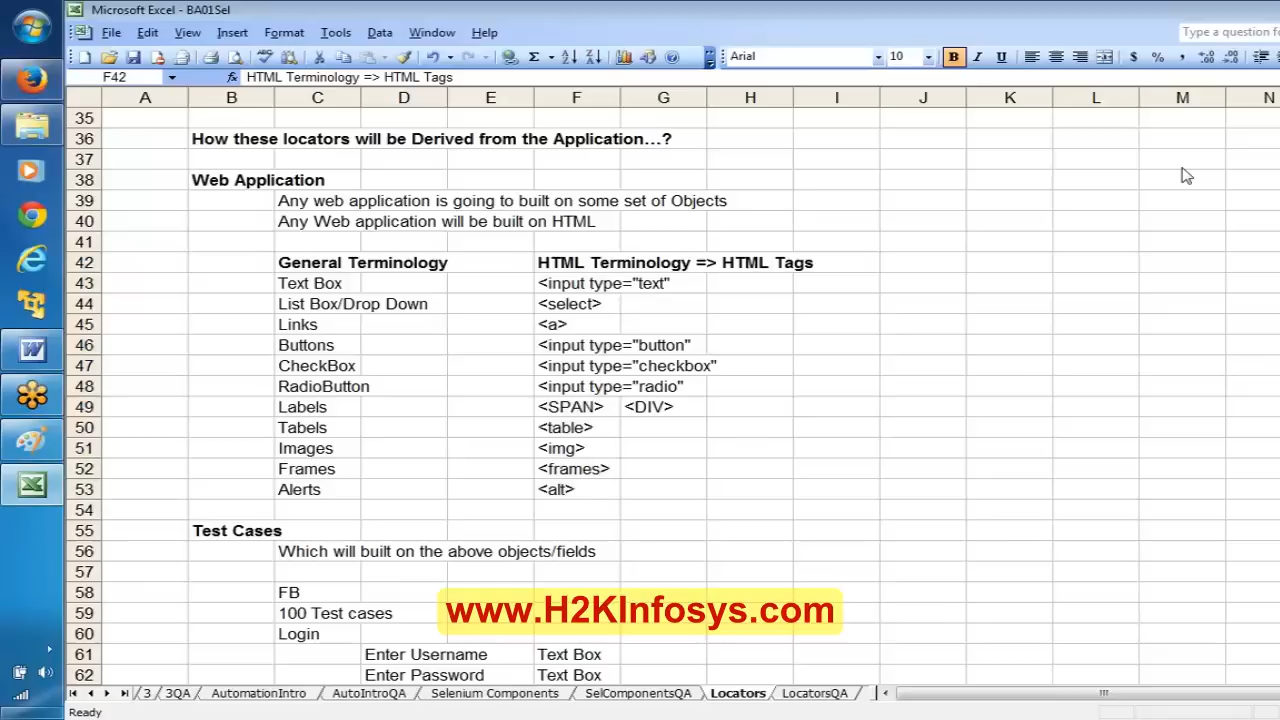 Microsoft Excel - BA01Sel
File Edit View Insert Format Tools Data Window Help
Type a question fo
Arial 10 B I U $ % ,
F42 fx HTML Terminology => HTML Tags
A B C D E F G H I J K L M N
35
36 How these locators will be Derived from the Application…?
37
38 Web Application
39 Any web application is going to built on some set of Objects
40 Any Web application will be built on HTML
41
42 General Terminology HTML Terminology => HTML Tags
43 Text Box <input type="text"
44 List Box/Drop Down <select>
45 Links <a>
46 Buttons <input type="button"
47 CheckBox <input type="checkbox"
48 RadioButton <input type="radio"
49 Labels <SPAN> <DIV>
50 Tabels <table>
51 Images <img>
52 Frames <frames>
53 Alerts <alt>
54
55 Test Cases
56 Which will built on the above objects/fields
57
58 FB
59 100 Test cases
www.H2KInfosys.com
60 Login
61 Enter Username Text Box
62 Enter Password Text Box
3 3QA AutomationIntro AutoIntroQA Selenium Components SelComponentsQA Locators LocatorsQA
Ready